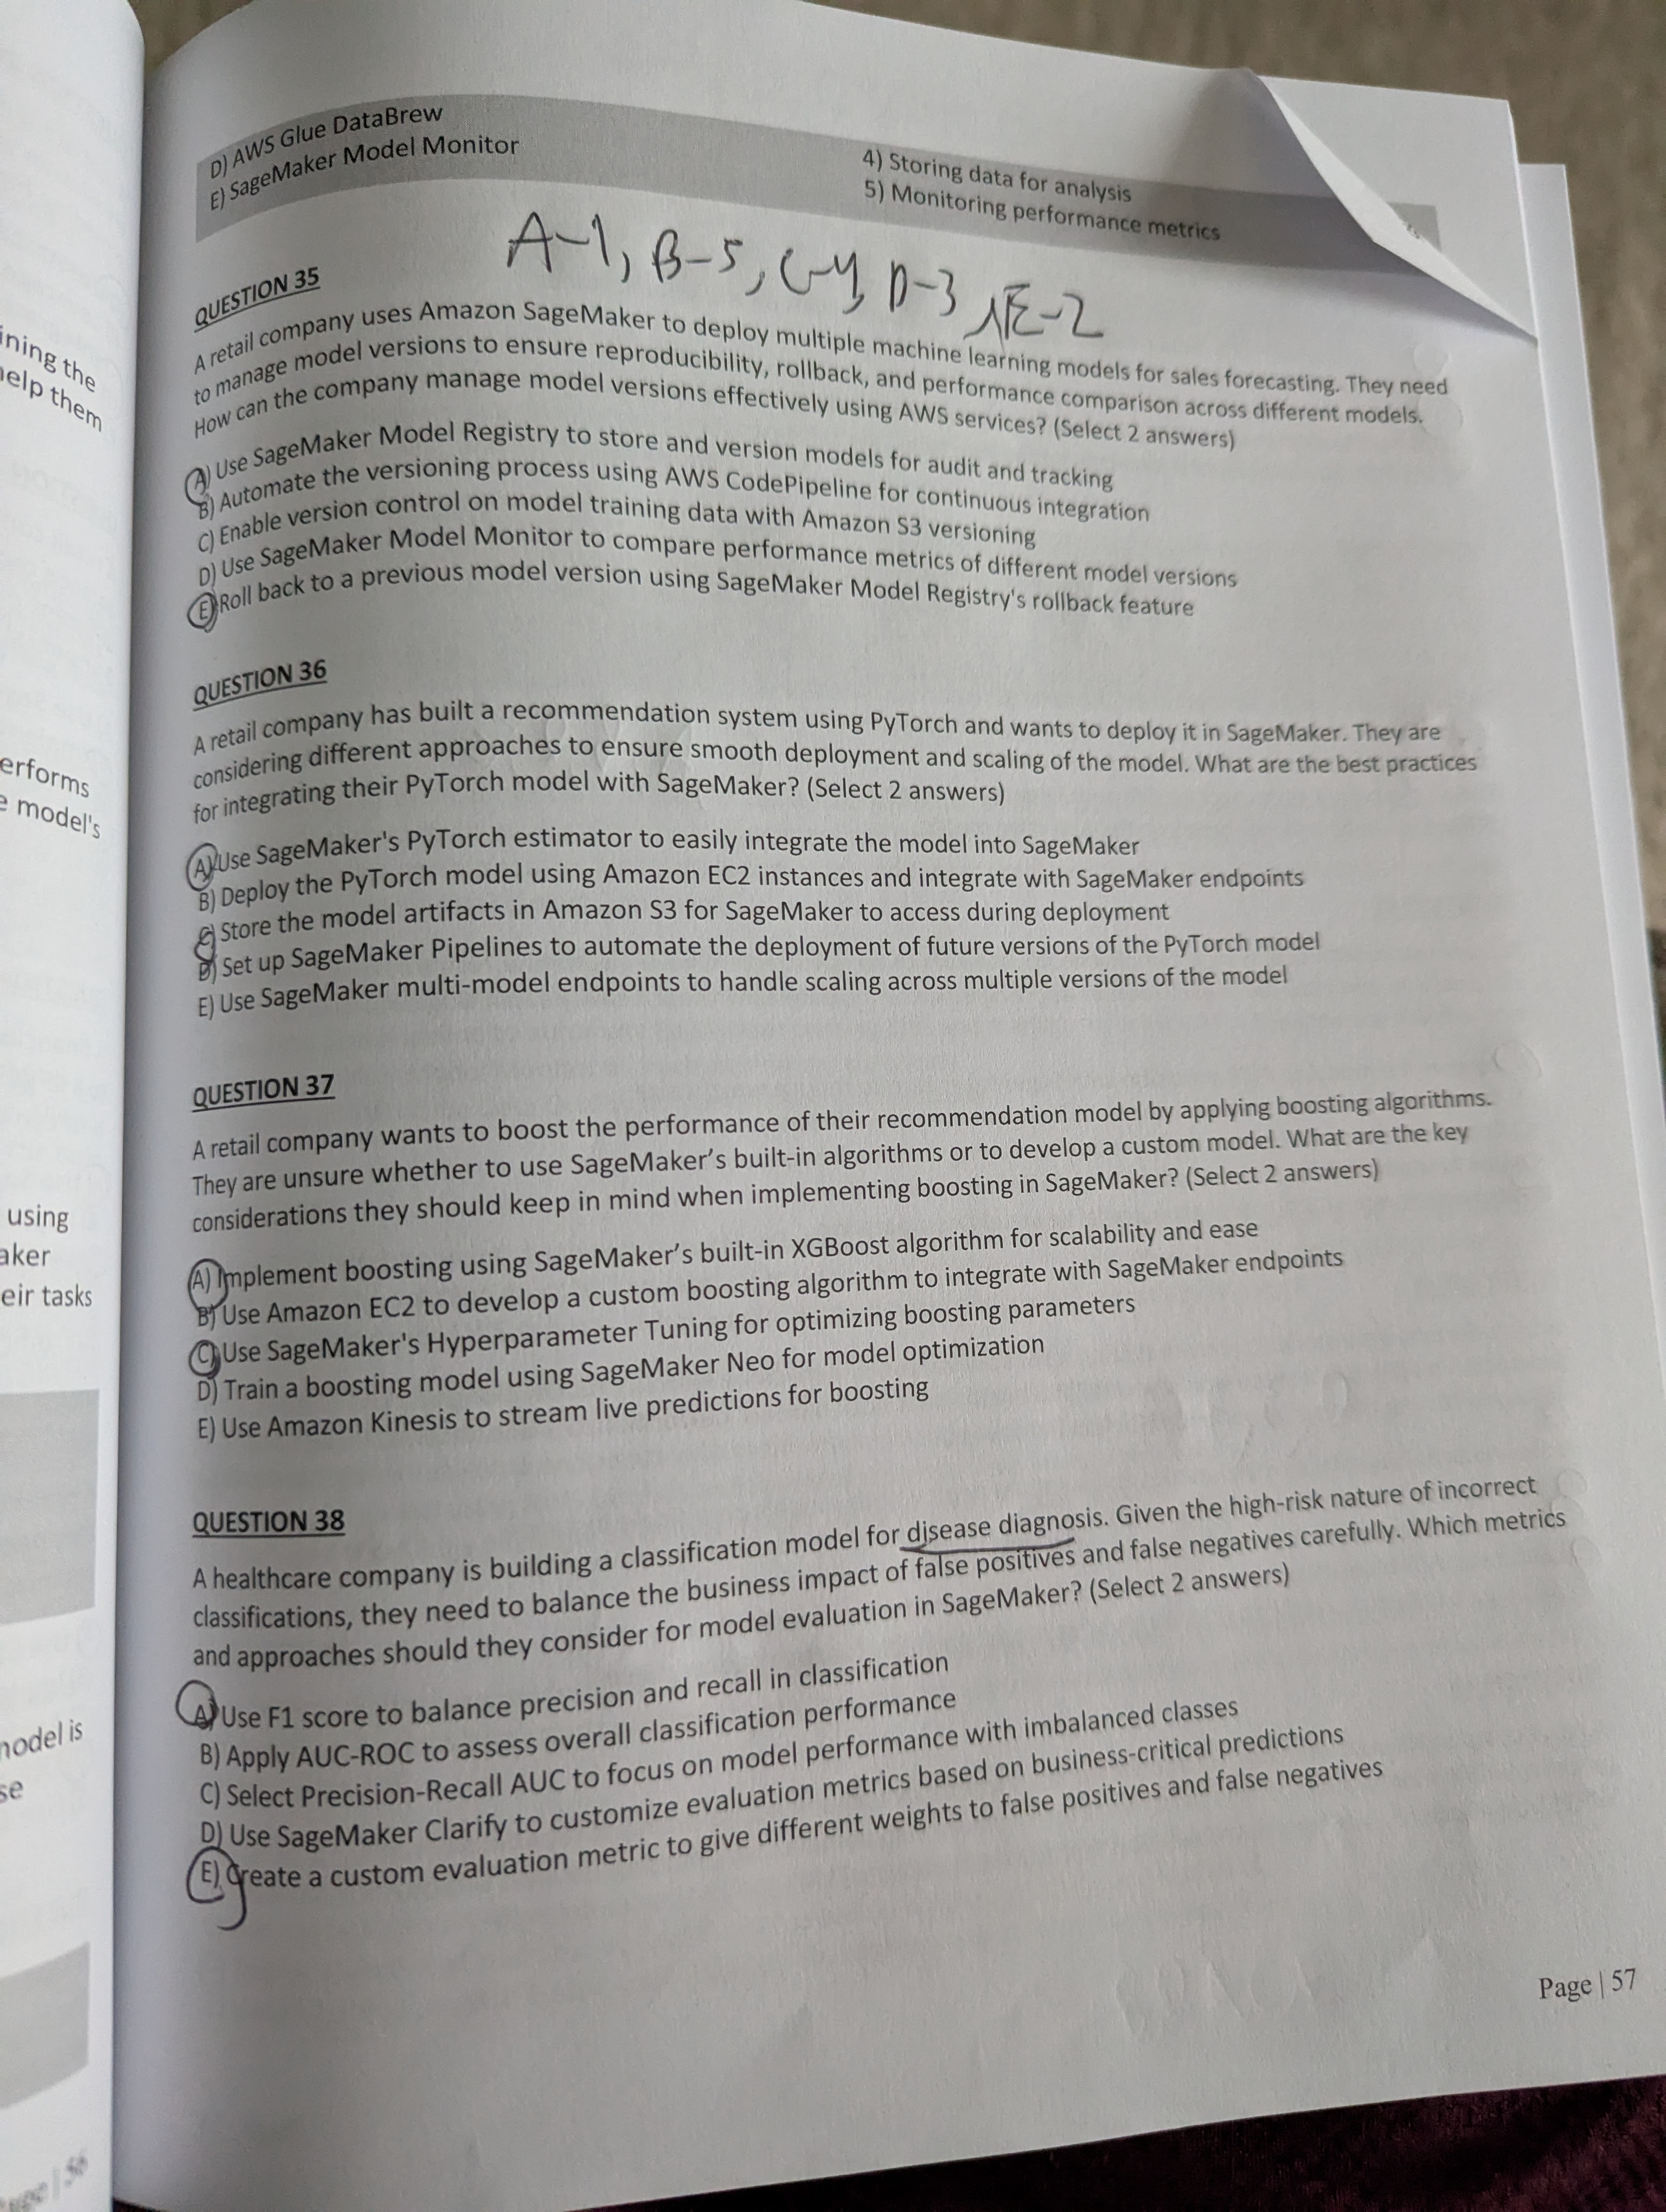 D) AWS Glue DataBrew
E) SageMaker Model Monitor
4) Storing data for analysis
5) Monitoring performance metrics
A-1, B-5, C-4, D-3, E-2
QUESTION 35
A retail company uses Amazon SageMaker to deploy multiple machine learning models for sales forecasting. They need
to manage model versions to ensure reproducibility, rollback, and performance comparison across different models.
How can the company manage model versions effectively using AWS services? (Select 2 answers)
A) Use SageMaker Model Registry to store and version models for audit and tracking
B) Automate the versioning process using AWS CodePipeline for continuous integration
C) Enable version control on model training data with Amazon S3 versioning
D) Use SageMaker Model Monitor to compare performance metrics of different model versions
E) Roll back to a previous model version using SageMaker Model Registry's rollback feature
QUESTION 36
A retail company has built a recommendation system using PyTorch and wants to deploy it in SageMaker. They are
considering different approaches to ensure smooth deployment and scaling of the model. What are the best practices
for integrating their PyTorch model with SageMaker? (Select 2 answers)
A) Use SageMaker's PyTorch estimator to easily integrate the model into SageMaker
B) Deploy the PyTorch model using Amazon EC2 instances and integrate with SageMaker endpoints
C) Store the model artifacts in Amazon S3 for SageMaker to access during deployment
D) Set up SageMaker Pipelines to automate the deployment of future versions of the PyTorch model
E) Use SageMaker multi-model endpoints to handle scaling across multiple versions of the model
QUESTION 37
A retail company wants to boost the performance of their recommendation model by applying boosting algorithms.
They are unsure whether to use SageMaker's built-in algorithms or to develop a custom model. What are the key
considerations they should keep in mind when implementing boosting in SageMaker? (Select 2 answers)
A) Implement boosting using SageMaker's built-in XGBoost algorithm for scalability and ease
B) Use Amazon EC2 to develop a custom boosting algorithm to integrate with SageMaker endpoints
C) Use SageMaker's Hyperparameter Tuning for optimizing boosting parameters
D) Train a boosting model using SageMaker Neo for model optimization
E) Use Amazon Kinesis to stream live predictions for boosting
QUESTION 38
A healthcare company is building a classification model for disease diagnosis. Given the high-risk nature of incorrect
classifications, they need to balance the business impact of false positives and false negatives carefully. Which metrics
and approaches should they consider for model evaluation in SageMaker? (Select 2 answers)
A) Use F1 score to balance precision and recall in classification
B) Apply AUC-ROC to assess overall classification performance
C) Select Precision-Recall AUC to focus on model performance with imbalanced classes
D) Use SageMaker Clarify to customize evaluation metrics based on business-critical predictions
E) Create a custom evaluation metric to give different weights to false positives and false negatives
Page | 57
the
help them
erforms
model's
using
aker
eir tasks
model is
se